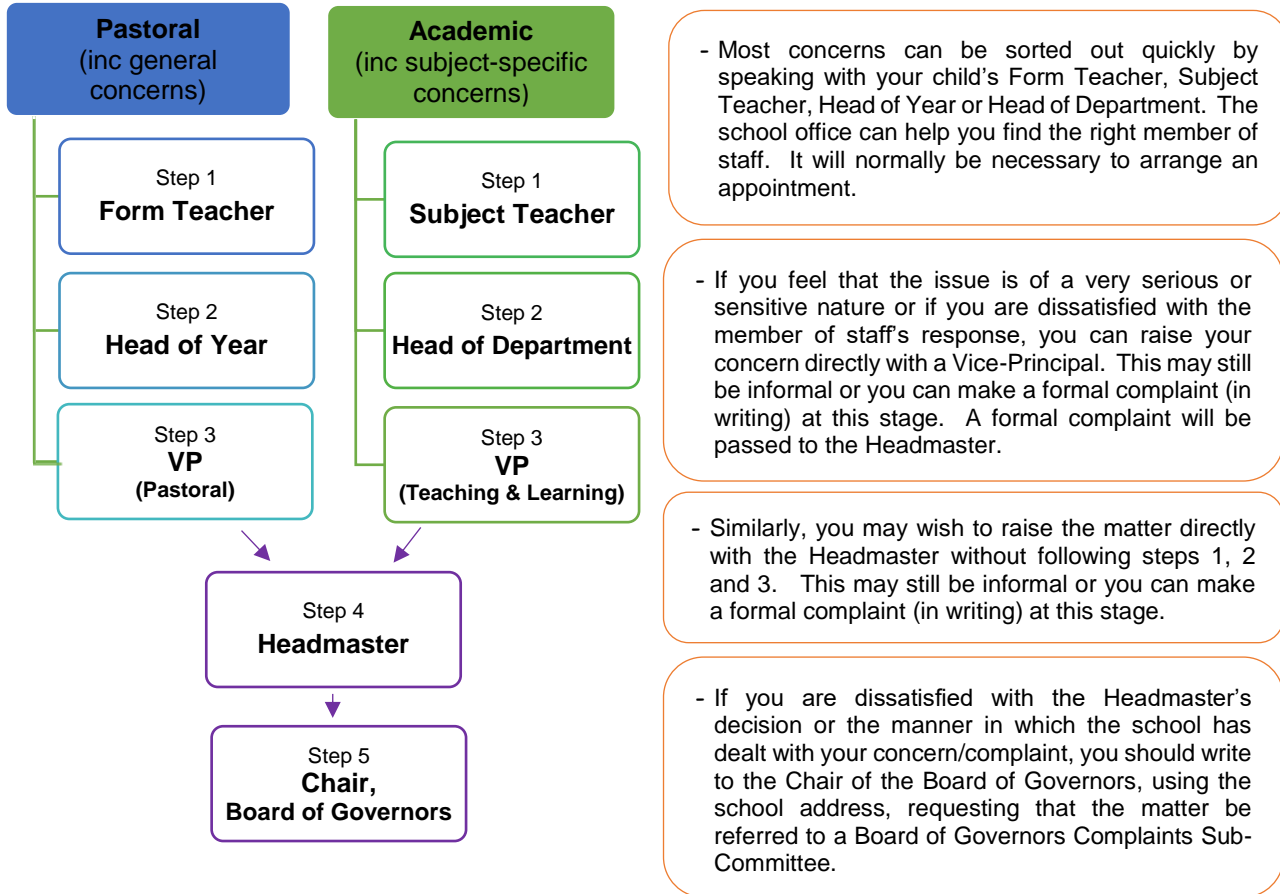 Pastoral
(inc general
concerns)
Academic
(inc subject-specific
concerns)
Step 1
Form Teacher
Step 1
Subject Teacher
Step 2
Head of Year
Step 2
Head of Department
Step 3
VP
(Pastoral)
Step 3
VP
(Teaching & Learning)
Step 4
Headmaster
Step 5
Chair,
Board of Governors
- Most concerns can be sorted out quickly by
speaking with your child's Form Teacher, Subject
Teacher, Head of Year or Head of Department. The
school office can help you find the right member of
staff. It will normally be necessary to arrange an
appointment.
- If you feel that the issue is of a very serious or
sensitive nature or if you are dissatisfied with the
member of staff's response, you can raise your
concern directly with a Vice-Principal. This may still
be informal or you can make a formal complaint (in
writing) at this stage. A formal complaint will be
passed to the Headmaster.
- Similarly, you may wish to raise the matter directly
with the Headmaster without following steps 1, 2
and 3. This may still be informal or you can make
a formal complaint (in writing) at this stage.
- If you are dissatisfied with the Headmaster's
decision or the manner in which the school has
dealt with your concern/complaint, you should write
to the Chair of the Board of Governors, using the
school address, requesting that the matter be
referred to a Board of Governors Complaints Sub-
Committee.